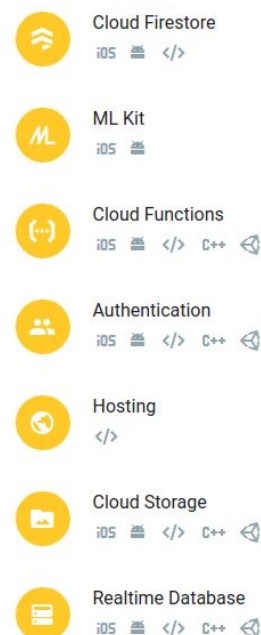 Cloud Firestore
iOS </>
ML Kit
iOS
Cloud Functions
iOS </> C++
Authentication
iOS </> C++
Hosting
</>
Cloud Storage
iOS </> C++
Realtime Database
iOS </> C++